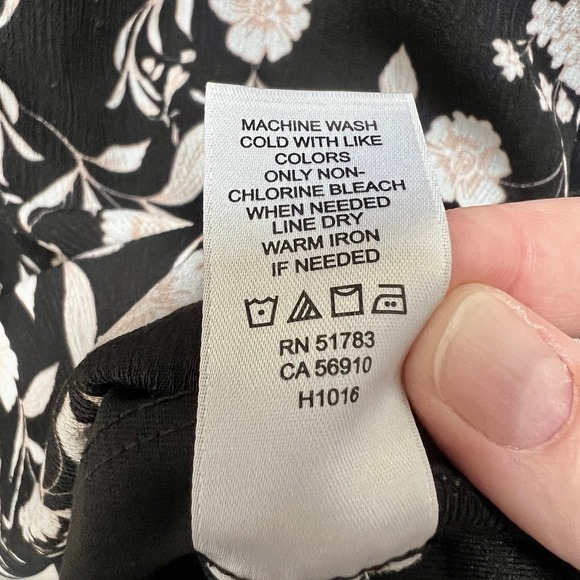 MACHINE WASH
COLD WITH LIKE
COLORS
ONLY NON-
CHLORINE BLEACH
WHEN NEEDED
LINE DRY
WARM IRON
IF NEEDED
RN 51783
CA 56910
H1016